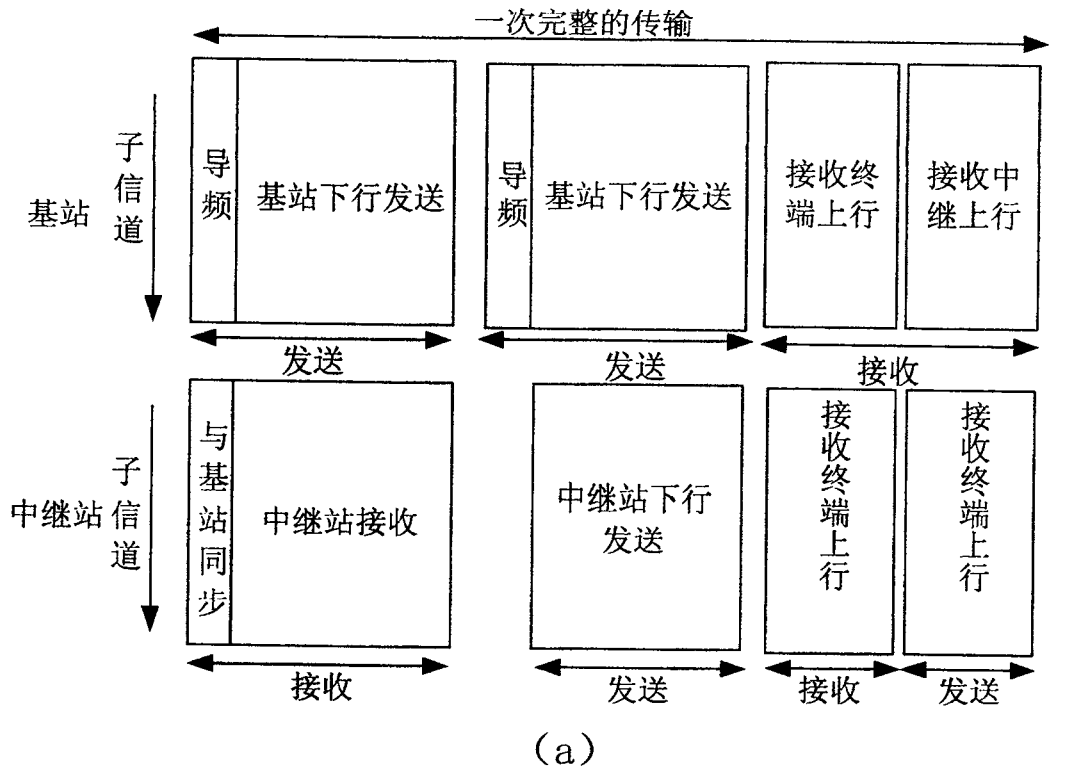 一次完整的传输
基站
子信道
导频
基站下行发送
导频
基站下行发送
接收终
端上行
接收中
继上行
发送
发送
接收
中继站
子信道
与基站同步
中继站接收
中继站下行
发送
接收终端上行
接收终端上行
接收
发送
接收
发送
(a)